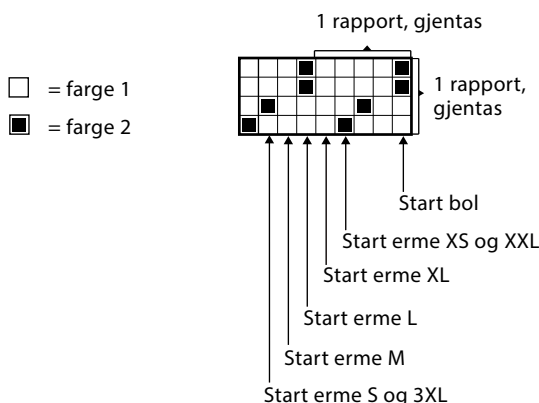 1 rapport, gjentas
= farge 1
= farge 2
1 rapport,
gjentas
Start bol
Start erme XS og XXL
Start erme XL
Start erme L
Start erme M
Start erme S og 3XL